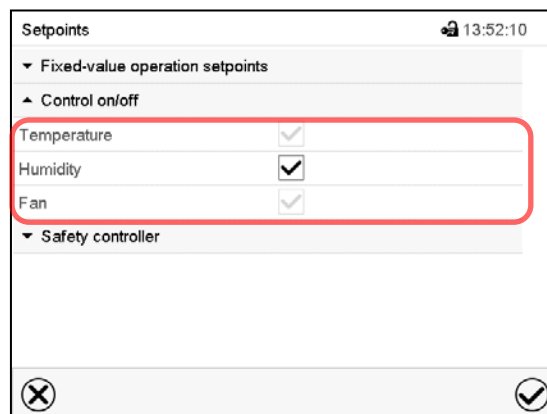 Setpoints 13:52:10
Fixed-value operation setpoints
Control on/off
Temperature
Humidity
Fan
Safety controller